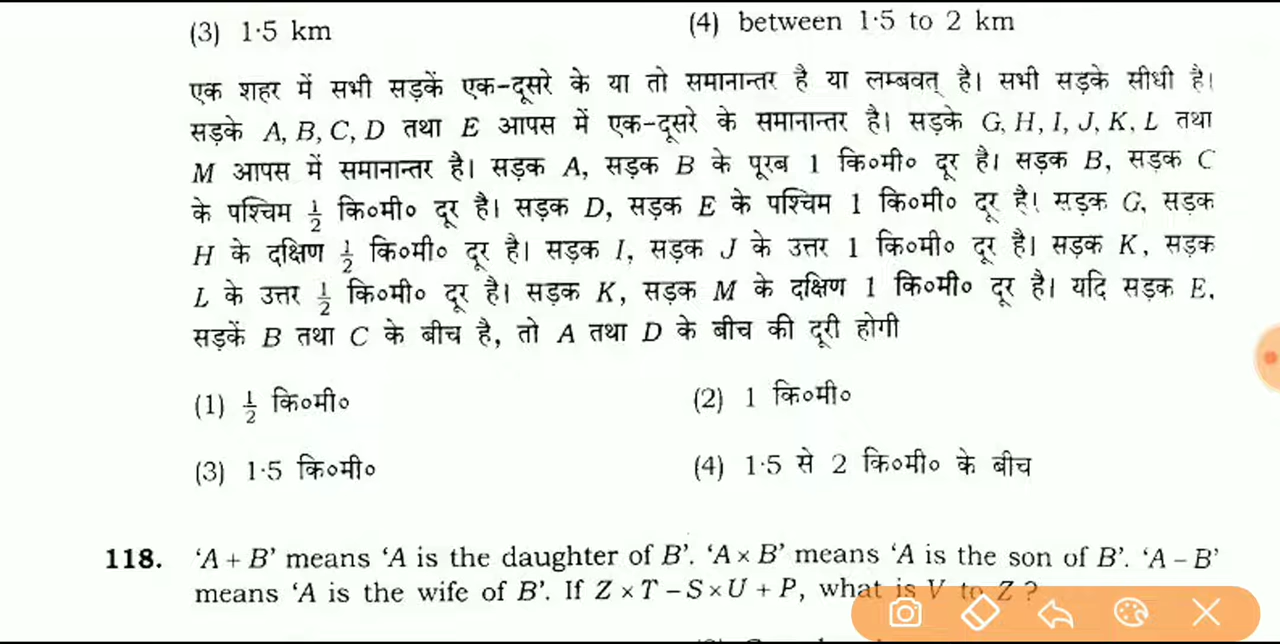 (3) 1·5 km (4) between 1·5 to 2 km
एक शहर में सभी सड़कें एक-दूसरे के या तो समानान्तर है या लम्बवत् है। सभी सड़के सीधी है।
सड़के A, B, C, D तथा E आपस में एक-दूसरे के समानान्तर है। सड़के G, H, I, J, K, L तथा
M आपस में समानान्तर है। सड़क A, सड़क B के पूरब 1 कि०मी० दूर है। सड़क B, सड़क C
के पश्चिम ½ कि०मी० दूर है। सड़क D, सड़क E के पश्चिम 1 कि०मी० दूर है। सड़क G, सड़क
H के दक्षिण ½ कि०मी० दूर है। सड़क I, सड़क J के उत्तर 1 कि०मी० दूर है। सड़क K, सड़क
L के उत्तर ½ कि०मी० दूर है। सड़क K, सड़क M के दक्षिण 1 कि०मी० दूर है। यदि सड़क E,
सड़कें B तथा C के बीच है, तो A तथा D के बीच की दूरी होगी
(1) ½ कि०मी० (2) 1 कि०मी०
(3) 1·5 कि०मी० (4) 1·5 से 2 कि०मी० के बीच
118. ‘A + B’ means ‘A is the daughter of B’. ‘A × B’ means ‘A is the son of B’. ‘A – B’
means ‘A is the wife of B’. If Z × T – S × U + P, what is V to Z ?